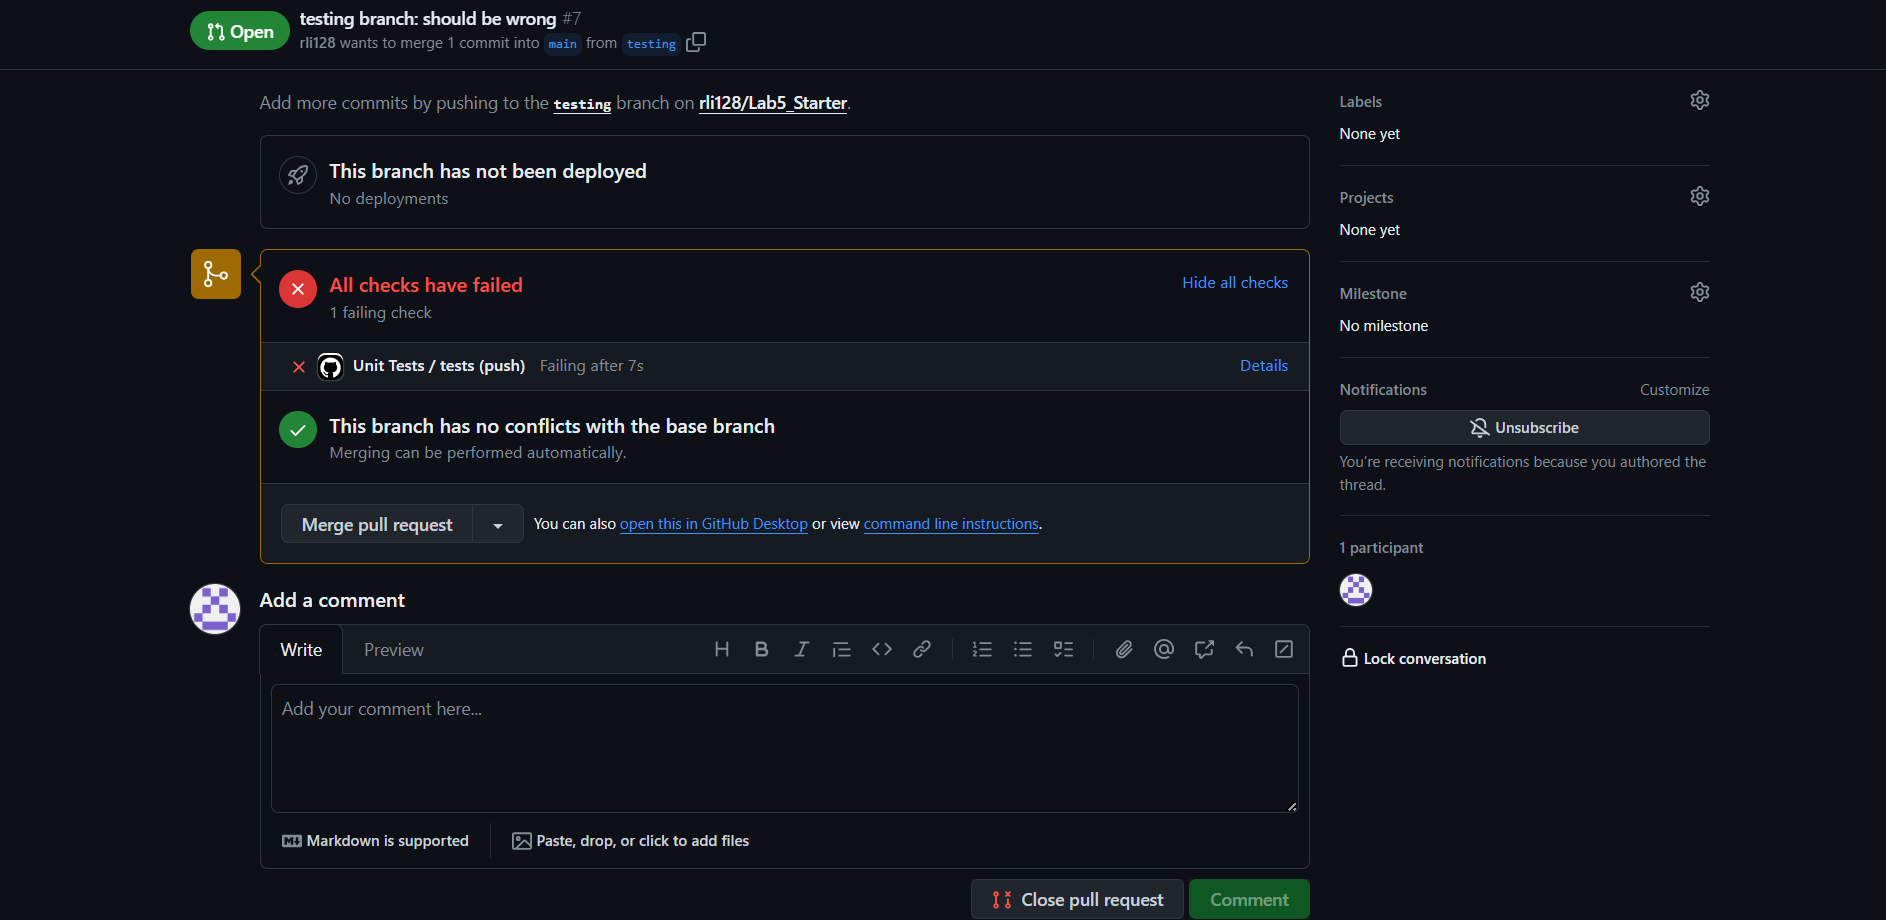 Open
testing branch: should be wrong #7
rli128 wants to merge 1 commit into main from testing
Add more commits by pushing to the testing branch on rli128/Lab5_Starter.
This branch has not been deployed
No deployments
All checks have failed
Hide all checks
1 failing check
Unit Tests / tests (push) Failing after 7s
Details
This branch has no conflicts with the base branch
Merging can be performed automatically.
Merge pull request
You can also open this in GitHub Desktop or view command line instructions.
Add a comment
Write
Preview
Add your comment here...
Markdown is supported
Paste, drop, or click to add files
Close pull request
Comment
Labels
None yet
Projects
None yet
Milestone
No milestone
Notifications
Customize
Unsubscribe
You're receiving notifications because you authored the
thread.
1 participant
Lock conversation